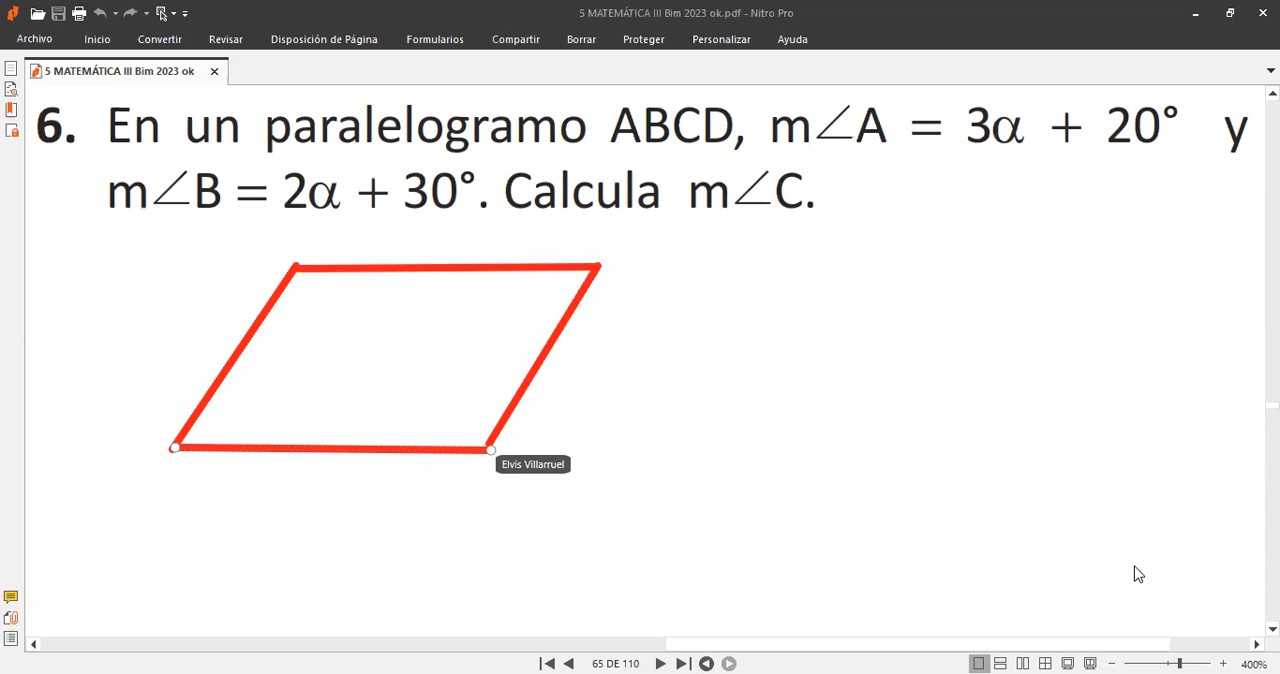 5 MATEMÁTICA III Bim 2023 ok.pdf - Nitro Pro
Archivo Inicio Convertir Revisar Disposición de Página Formularios Compartir Borrar Proteger Personalizar Ayuda
5 MATEMÁTICA III Bim 2023 ok
6. En un paralelogramo ABCD, m∠A = 3α + 20° y
m∠B = 2α + 30°. Calcula m∠C.
Elvis Villarruel
65 DE 110
400%